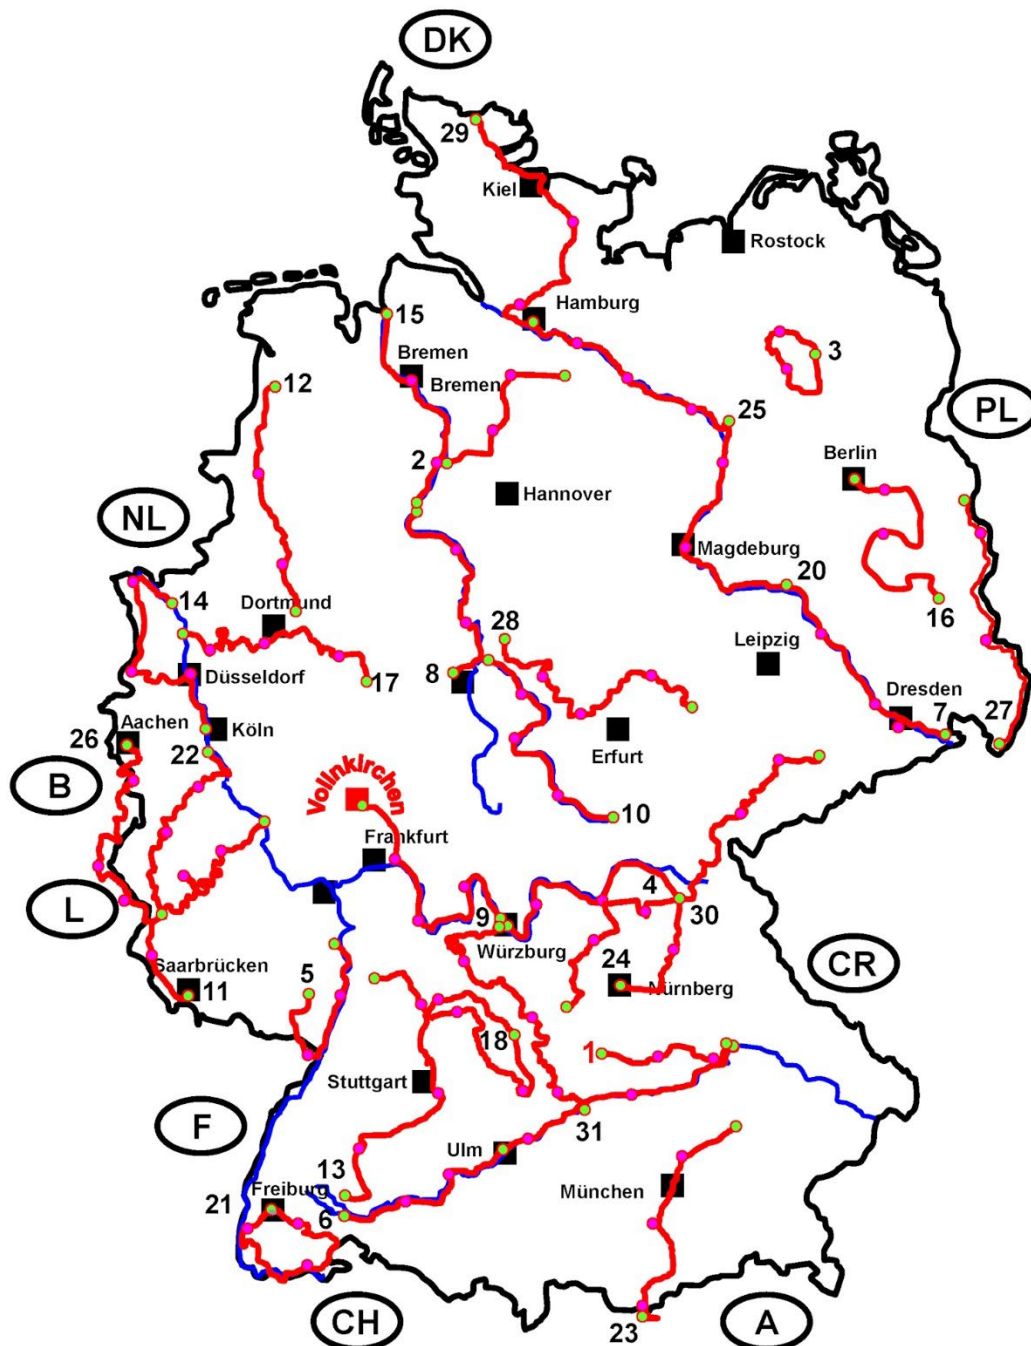 DK
29
Kiel
Rostock
15
Hamburg
Bremen
3
12
Bremen
25
PL
2
Berlin
Hannover
NL
Magdeburg
20
14
Dortmund
16
28
Leipzig
Düsseldorf
8
17
Dresden
7
Aachen
27
26
Köln
22
Erfurt
B
Vollnkirchen
10
Frankfurt
4
L
30
9
Würzburg
Saarbrücken
24
CR
5
11
Nürnberg
18
1
Stuttgart
F
31
Ulm
13
München
21
Freiburg
6
CH
23
A